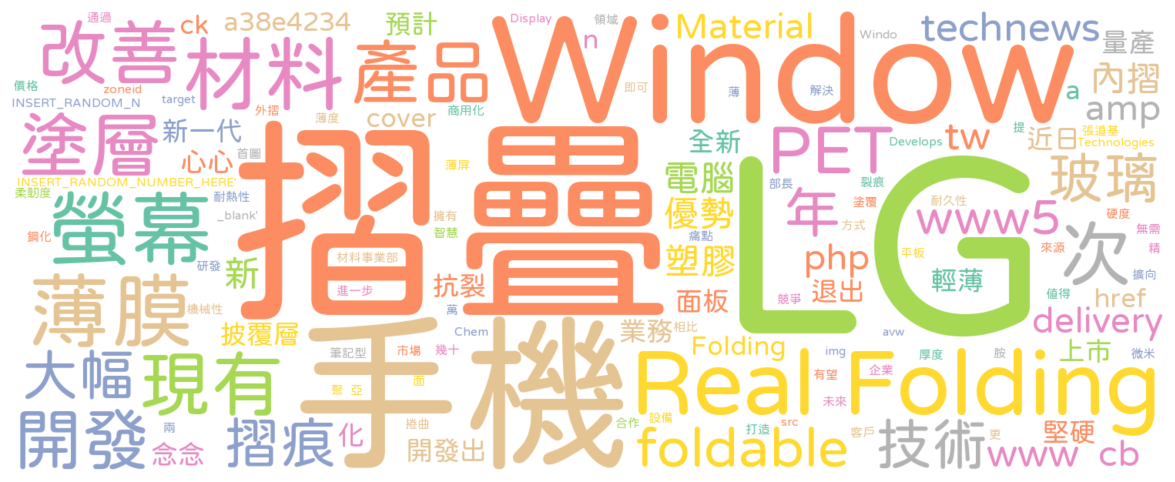 通過
ck
a38e4234
預計
Display
領域
Material
technews
改善
材料
產品
n
Window
Windo
量產
價格
zoneid
即可
內摺
INSERT_RANDOM_N
target
外摺
薄度
商用化
薄
解決
a
amp
塗層
新一代
cover
全新
PET
Develops
tw
提
近日
張道基
Technologies
心心
首圖
摺疊
薄屏
電腦
部長
裂痕
玻璃
INSERT_RANDOM_NUMBER_HERE'
柔韌度
耐熱性
_blank'
擁有
優勢
年
塗覆
耐久性
www5
硬度
無需
螢幕
鋼化
智慧
痛點
方式
次
來源
精
研發
新
材料事業部
塑膠
php
平板
LG
輕薄
擴向
薄膜
機械性
進一步
抗裂
面板
競爭
退出
值得
href
披覆層
萬
手機
Chem
業務
相比
avw
delivery
大幅
現有
筆記型
市場
幾十
Folding
img
厚度
胺
上市
微米
聚亞
面
Real Folding
有望
企業
未來
開發
兩
摺痕
化
捲曲
合作
設備
打造
src
客戶
技術
更
堅硬
念念
開發出
foldable
www
cb